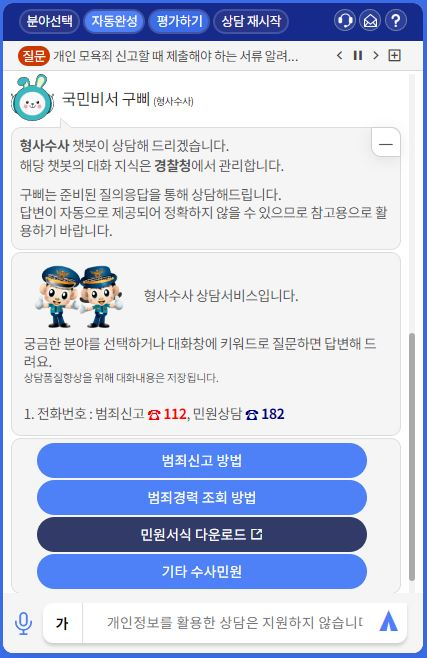 분야선택 자동완성 평가하기 상담 재시작
질문 개인 모욕죄 신고할 때 제출해야 하는 서류 알려...
국민비서 구삐 (형사수사)
형사수사 챗봇이 상담해 드리겠습니다.
해당 챗봇의 대화 지식은 경찰청에서 관리합니다.
구삐는 준비된 질의응답을 통해 상담해드립니다.
답변이 자동으로 제공되어 정확하지 않을 수 있으므로 참고용으로 활
용하기 바랍니다.
형사수사 상담서비스입니다.
궁금한 분야를 선택하거나 대화창에 키워드로 질문하면 답변해 드
려요.
상담품질향상을 위해 대화내용은 저장됩니다.
1. 전화번호 : 범죄신고 ☎ 112, 민원상담 ☎ 182
범죄신고 방법
범죄경력 조회 방법
민원서식 다운로드
기타 수사민원
가 개인정보를 활용한 상담은 지원하지 않습니다